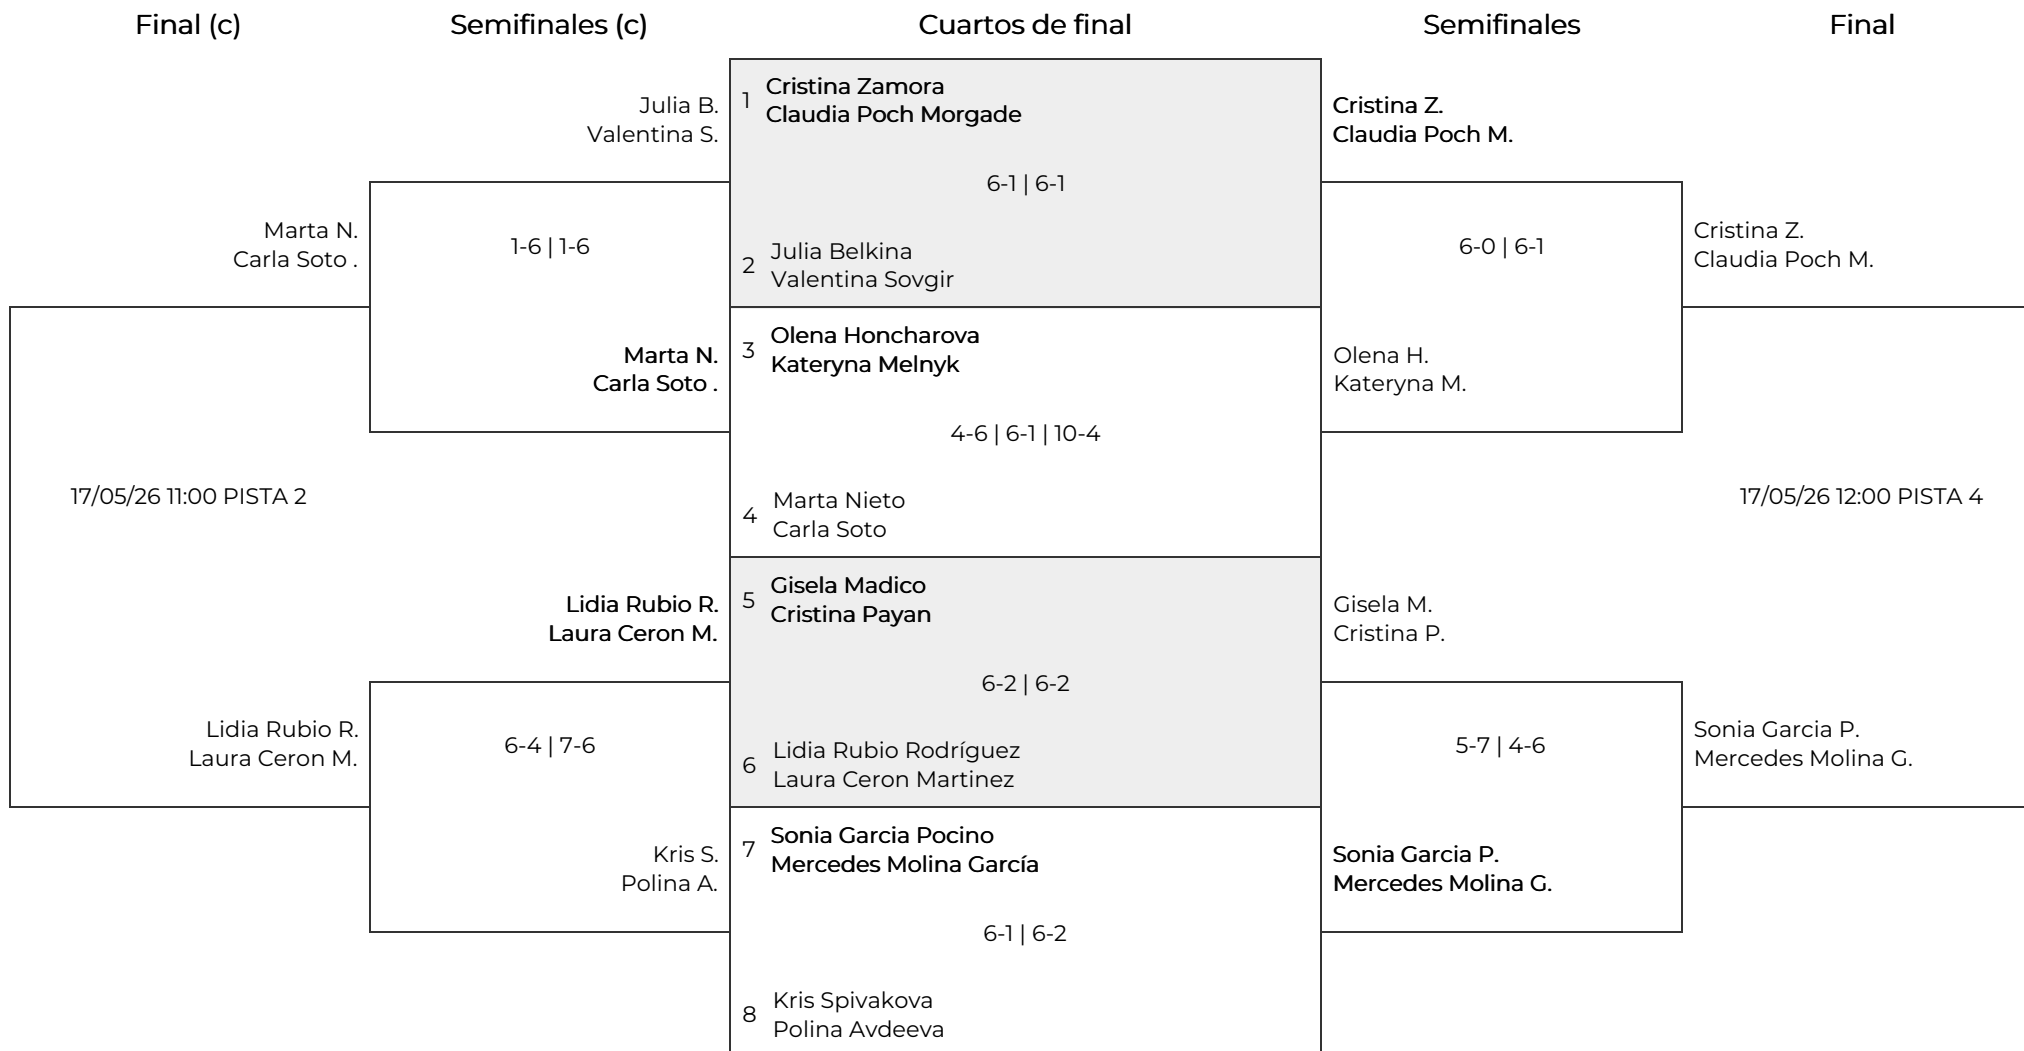 Final (c)
Semifinales (c)
Cuartos de final
Semifinales
Final
Marta N.
Carla Soto .
17/05/26 11:00 PISTA 2
Lidia Rubio R.
Laura Ceron M.
Julia B.
Valentina S.
1-6 | 1-6
Marta N.
Carla Soto .
Lidia Rubio R.
Laura Ceron M.
6-4 | 7-6
Kris S.
Polina A.
1 Cristina Zamora
Claudia Poch Morgade
6-1 | 6-1
2 Julia Belkina
Valentina Sovgir
3 Olena Honcharova
Kateryna Melnyk
4-6 | 6-1 | 10-4
4 Marta Nieto
Carla Soto
5 Gisela Madico
Cristina Payan
6-2 | 6-2
6 Lidia Rubio Rodríguez
Laura Ceron Martinez
7 Sonia Garcia Pocino
Mercedes Molina García
6-1 | 6-2
8 Kris Spivakova
Polina Avdeeva
Cristina Z.
Claudia Poch M.
6-0 | 6-1
Olena H.
Kateryna M.
Gisela M.
Cristina P.
5-7 | 4-6
Sonia Garcia P.
Mercedes Molina G.
Cristina Z.
Claudia Poch M.
17/05/26 12:00 PISTA 4
Sonia Garcia P.
Mercedes Molina G.